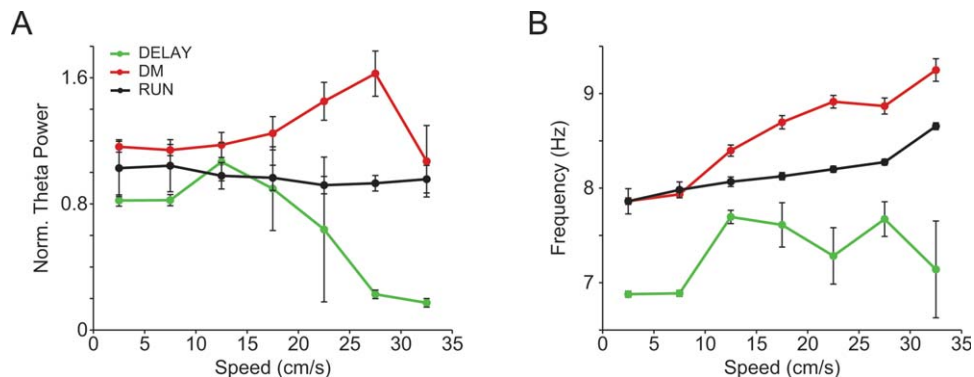 A
B
DELAY
DM
RUN
Norm. Theta Power
1.6
0.8
0
0 5 10 15 20 25 30 35
Speed (cm/s)
Frequency (Hz)
9
8
7
0 5 10 15 20 25 30 35
Speed (cm/s)